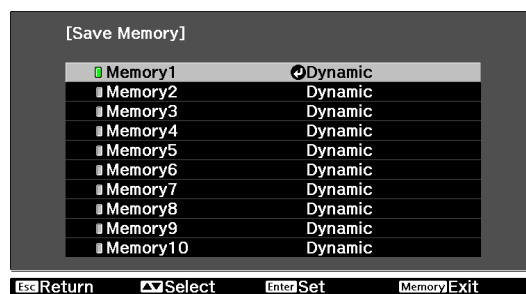 [Save Memory]
Memory1 Dynamic
Memory2 Dynamic
Memory3 Dynamic
Memory4 Dynamic
Memory5 Dynamic
Memory6 Dynamic
Memory7 Dynamic
Memory8 Dynamic
Memory9 Dynamic
Memory10 Dynamic
Esc Return Select Enter Set Memory Exit